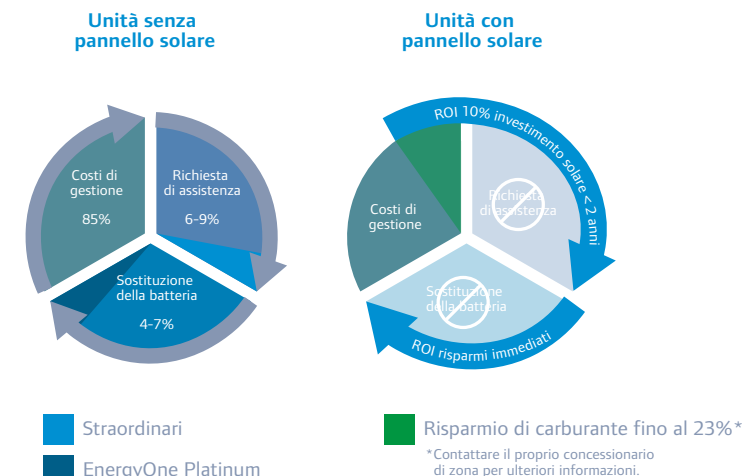 Unità senza
pannello solare
Unità con
pannello solare
Costi di
gestione
85%
Richiesta
di assistenza
6-9%
Sostituzione
della batteria
4-7%
ROI 10% investimento solare < 2 anni
Costi di
gestione
Richiesta
di assistenza
Sostituzione
della batteria
ROI risparmi immediati
Straordinari
EnergyOne Platinum
Risparmio di carburante fino al 23%*
*Contattare il proprio concessionario
di zona per ulteriori informazioni.